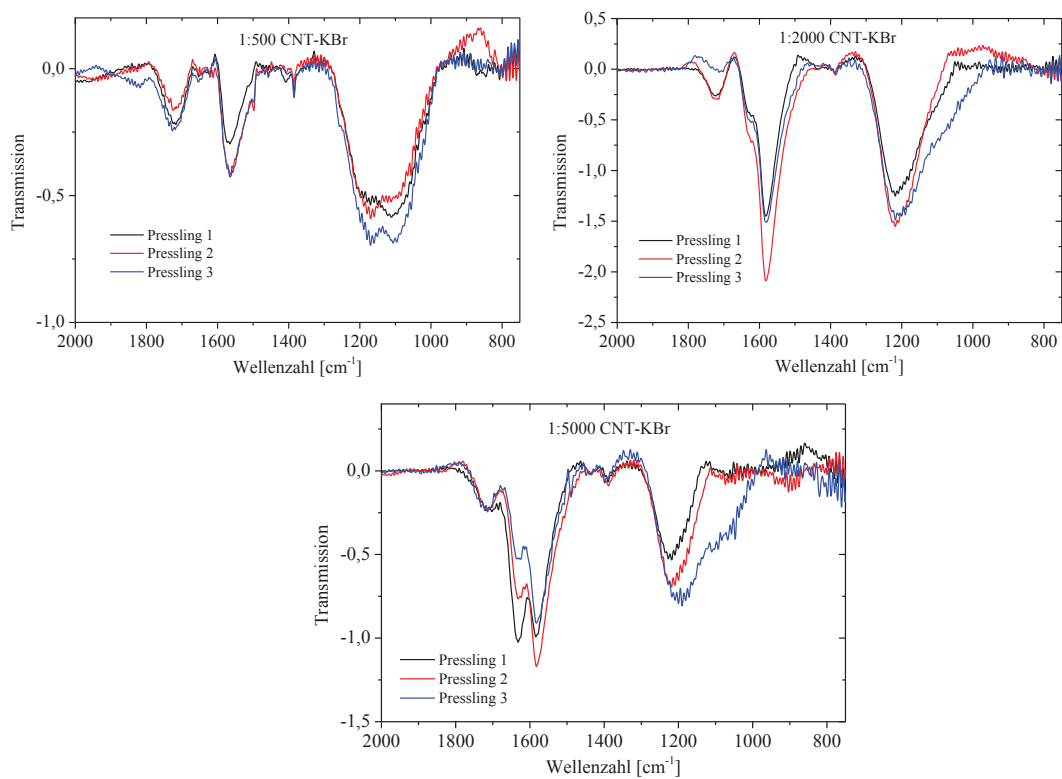 1:500 CNT-KBr
0,0
-0,5
-1,0
Transmission
Pressling 1
Pressling 2
Pressling 3
2000 1800 1600 1400 1200 1000 800
Wellenzahl [cm⁻¹]
1:2000 CNT-KBr
0,5
0,0
-0,5
-1,0
-1,5
-2,0
-2,5
Transmission
Pressling 1
Pressling 2
Pressling 3
2000 1800 1600 1400 1200 1000 800
Wellenzahl [cm⁻¹]
1:5000 CNT-KBr
0,0
-0,5
-1,0
-1,5
Transmission
Pressling 1
Pressling 2
Pressling 3
2000 1800 1600 1400 1200 1000 800
Wellenzahl [cm⁻¹]